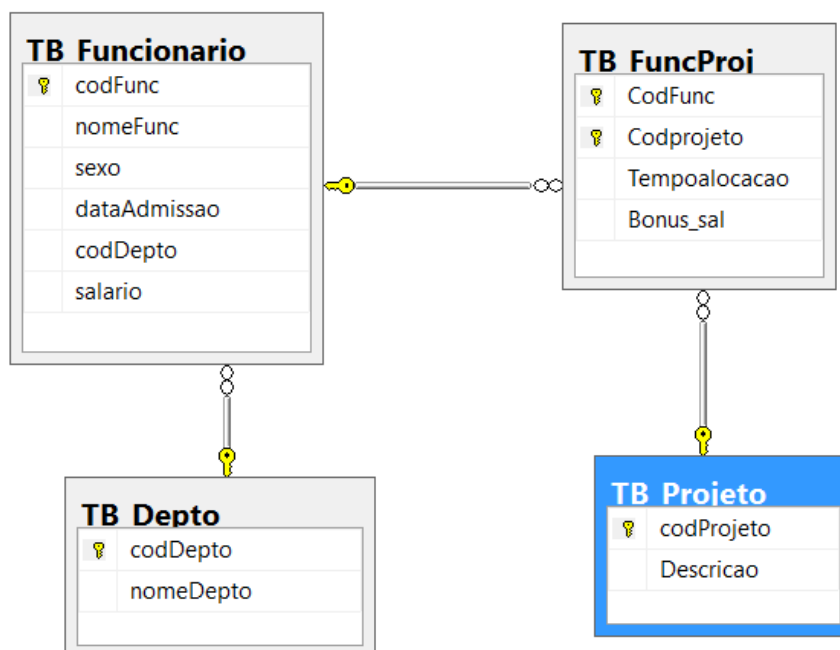 TB_Funcionario
codFunc
nomeFunc
sexo
dataAdmissao
codDepto
salario
TB_FuncProj
CodFunc
Codprojeto
Tempoalocacao
Bonus_sal
TB_Depto
codDepto
nomeDepto
TB_Projeto
codProjeto
Descricao